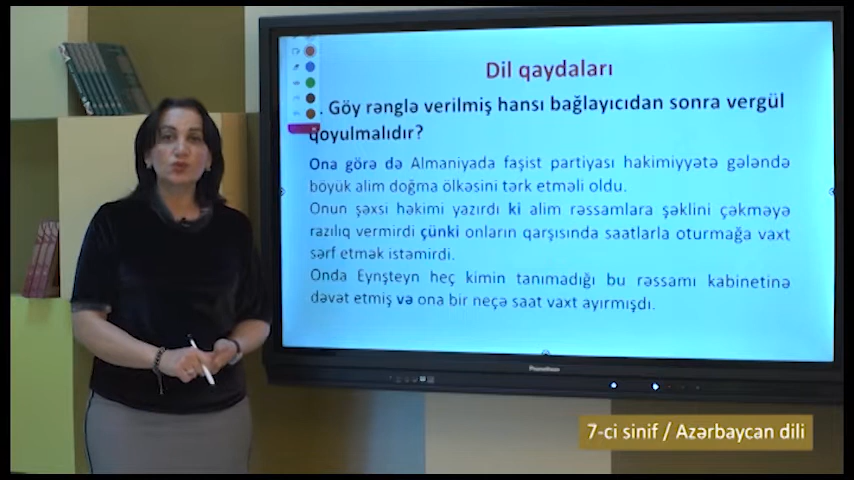 Dil qaydaları
. Göy rənglə verilmiş hansı bağlayıcıdan sonra vergül
qoyulmalıdır?
Ona görə də Almaniyada faşist partiyası hakimiyyətə gələndə
böyük alim doğma ölkəsini tərk etməli oldu.
Onun şəxsi həkimi yazırdı ki alim rəssamlara şəklini çəkməyə
razılıq vermirdi çünki onların qarşısında saatlarla oturmağa vaxt
sərf etmək istəmirdi.
Onda Eynşteyn heç kimin tanımadığı bu rəssamı kabinetinə
dəvət etmiş və ona bir neçə saat vaxt ayırmışdı.
7-ci sinif / Azərbaycan dili